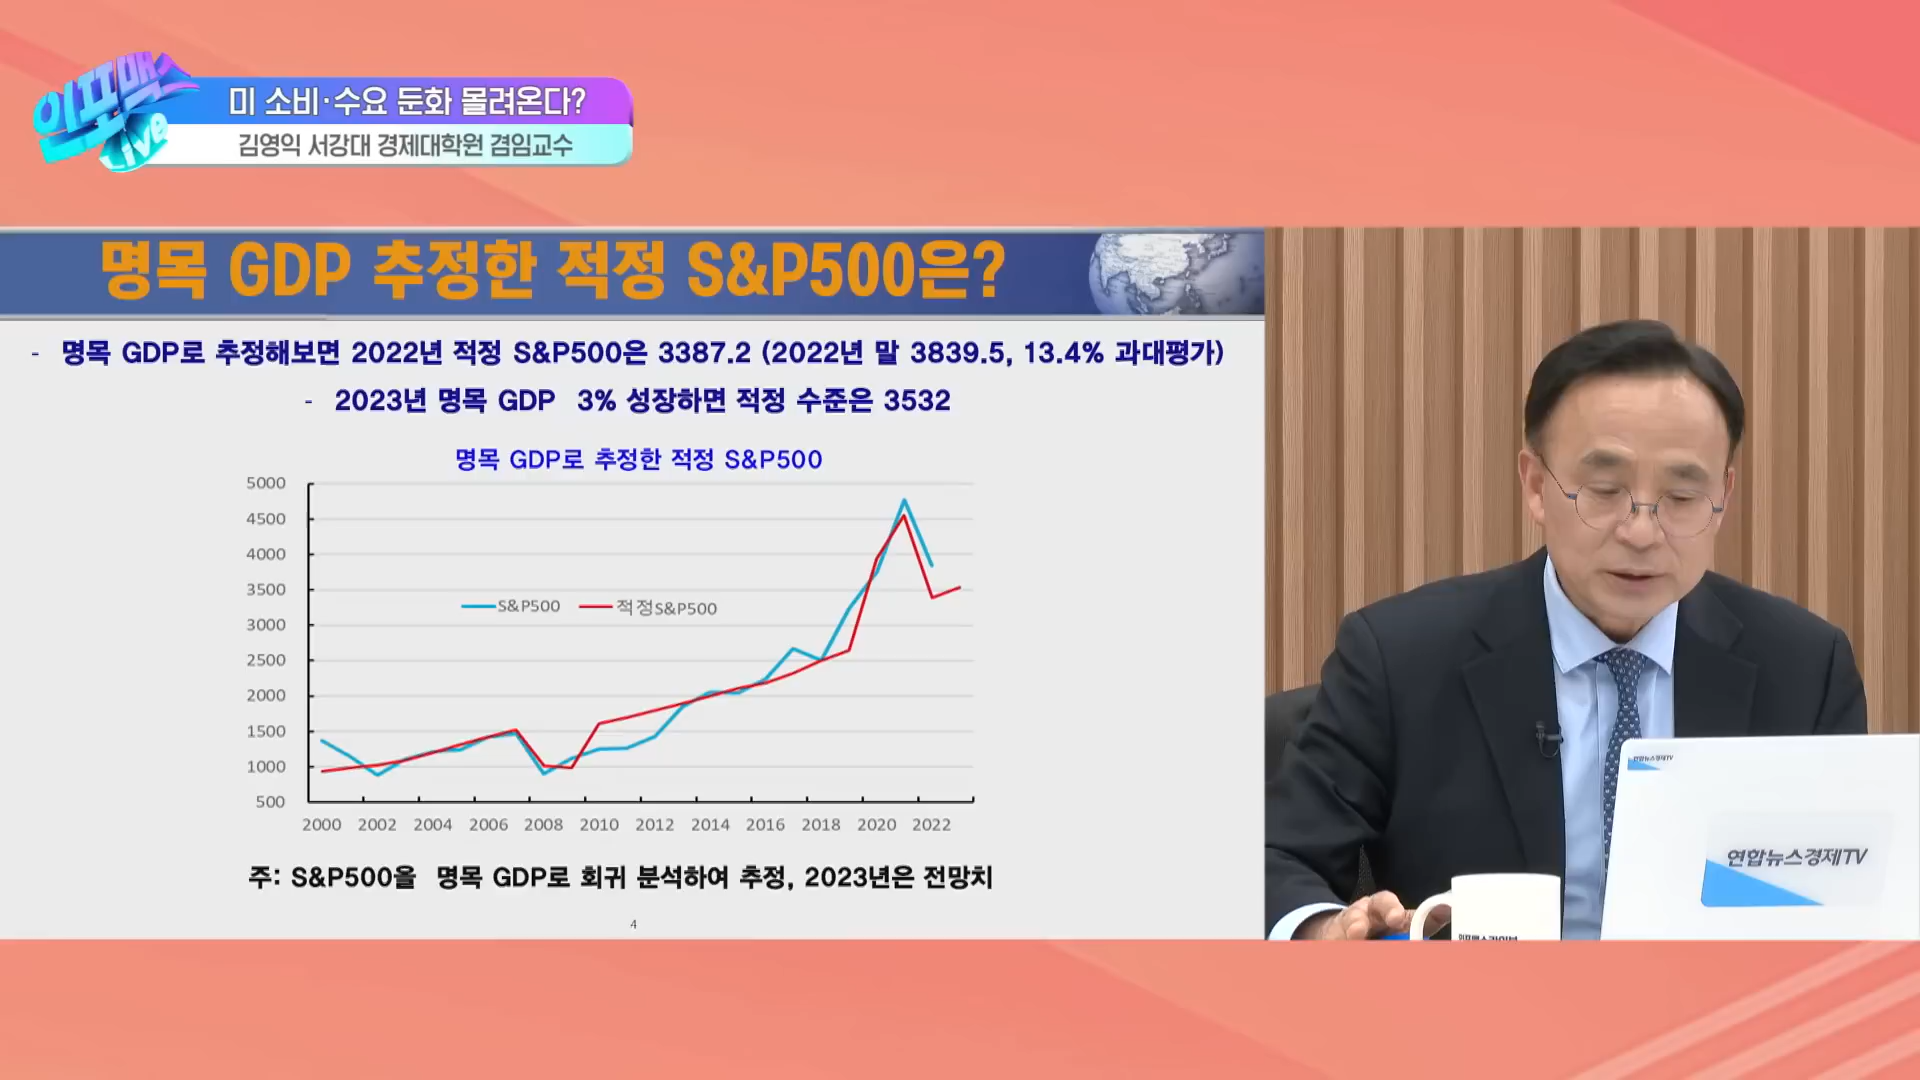 인포맥스
Live
미 소비·수요 둔화 몰려온다?
김영익 서강대 경제대학원 겸임교수
명목 GDP 추정한 적정 S&P500은?
- 명목 GDP로 추정해보면 2022년 적정 S&P500은 3387.2 (2022년 말 3839.5, 13.4% 과대평가)
- 2023년 명목 GDP 3% 성장하면 적정 수준은 3532
명목 GDP로 추정한 적정 S&P500
5000
4500
4000
3500
3000
2500
2000
1500
1000
500
S&P500 적정S&P500
2000 2002 2004 2006 2008 2010 2012 2014 2016 2018 2020 2022
주: S&P500을 명목 GDP로 회귀 분석하여 추정, 2023년은 전망치
4
연합뉴스경제TV
연합뉴스경제TV